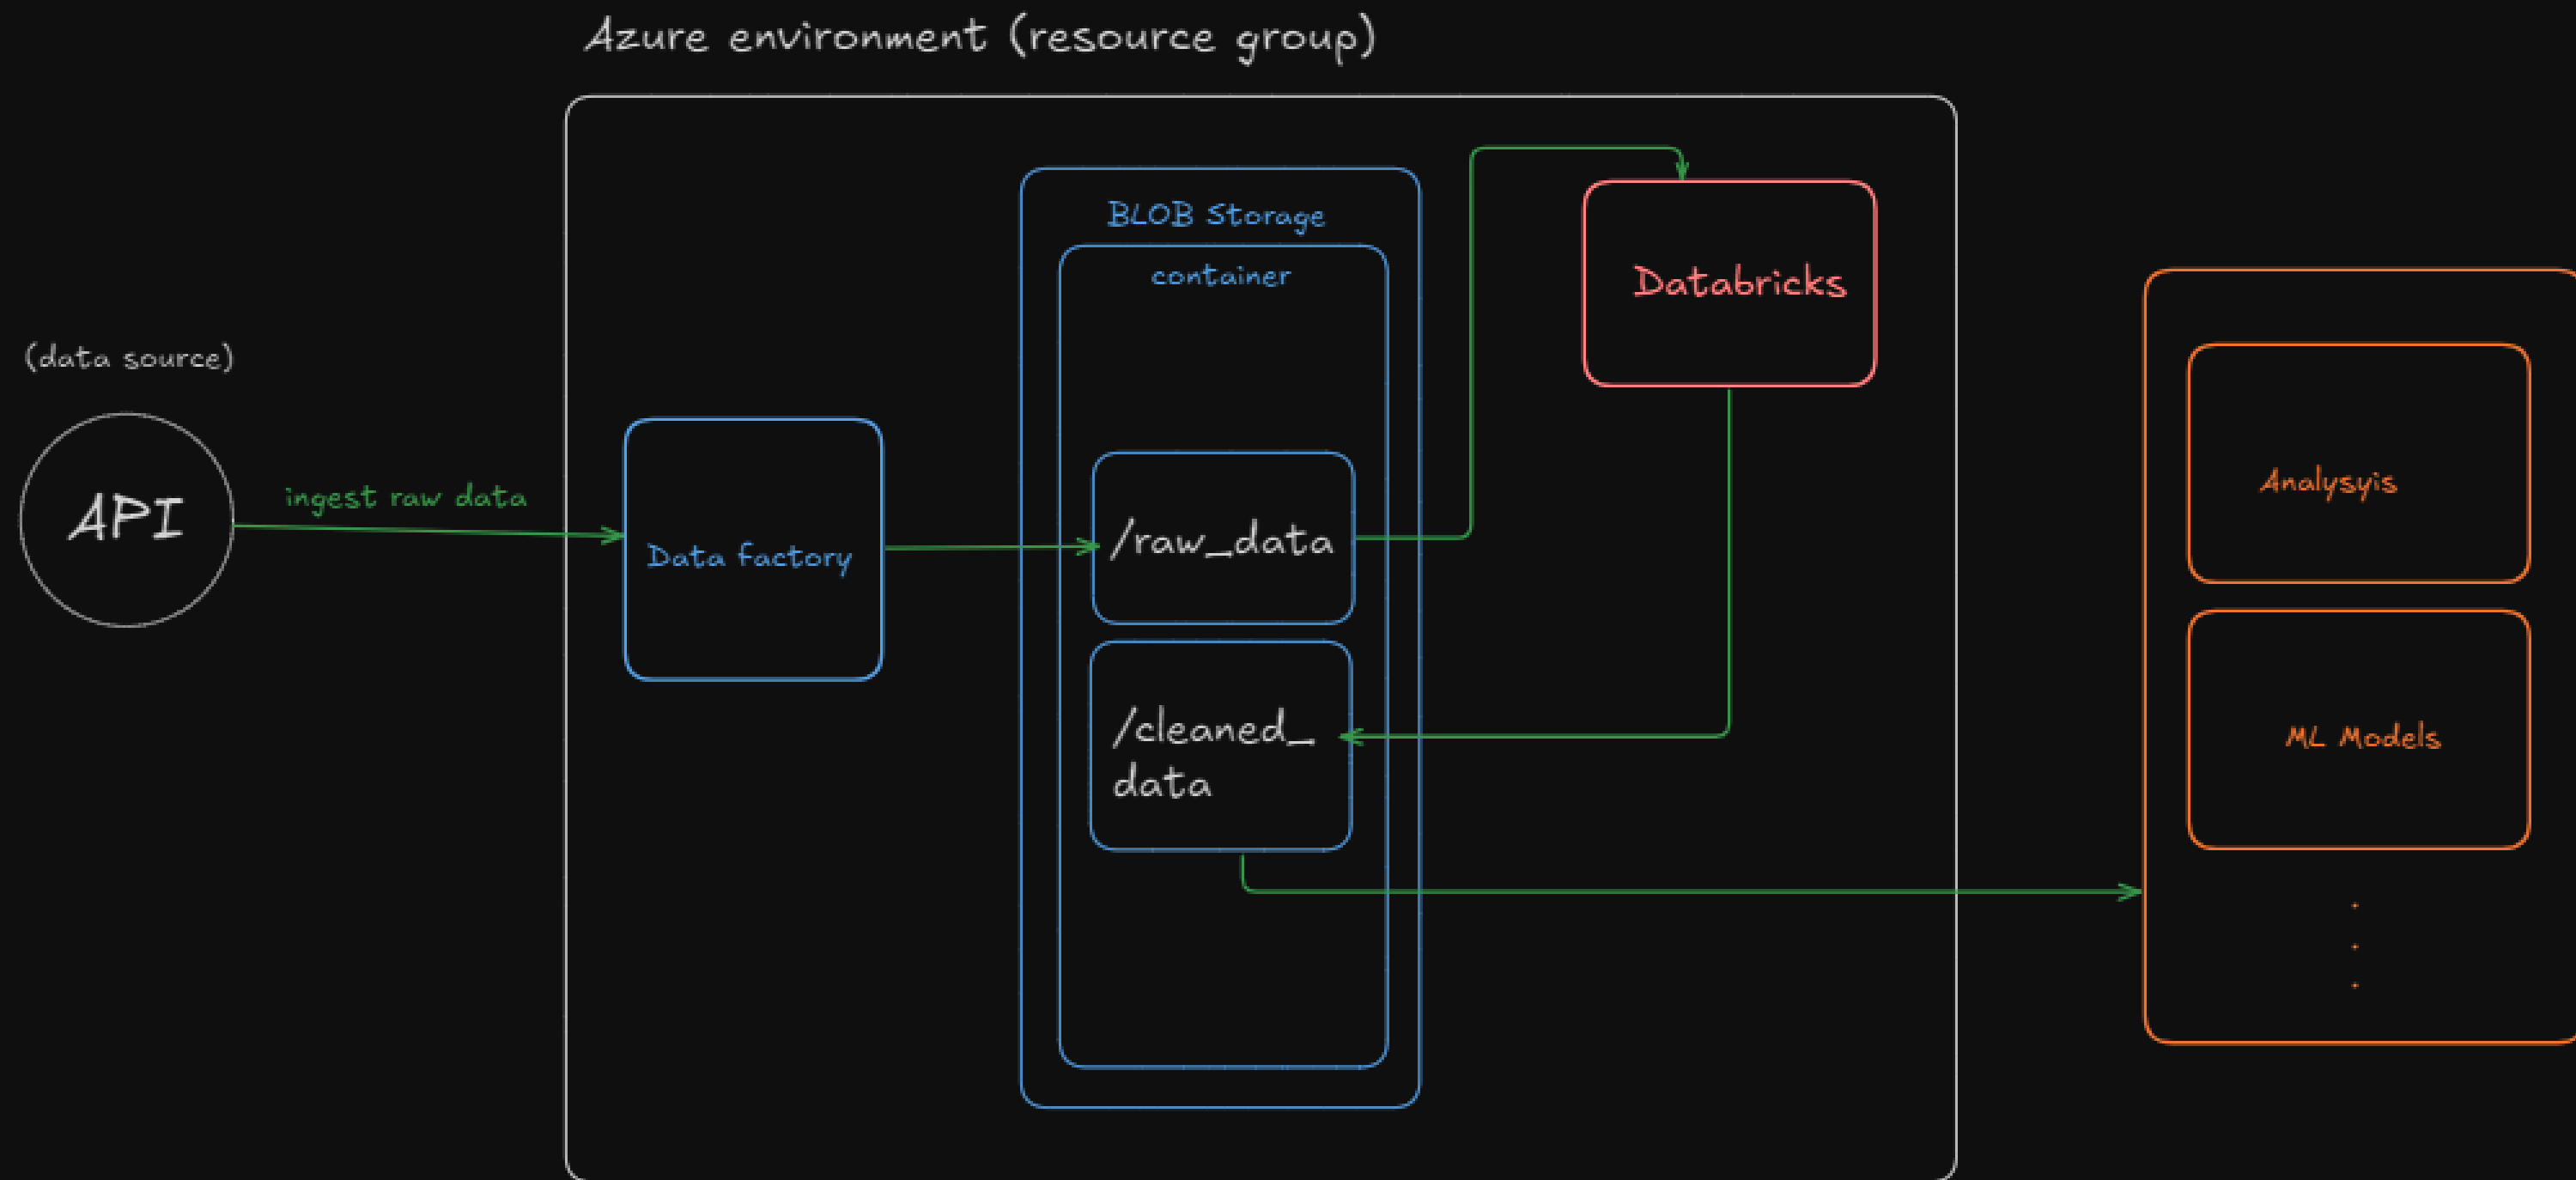 Azure environment (resource group)
(data source)
API
ingest raw data
Data factory
BLOB Storage
container
/raw_data
/cleaned_
data
Databricks
Analysyis
ML Models